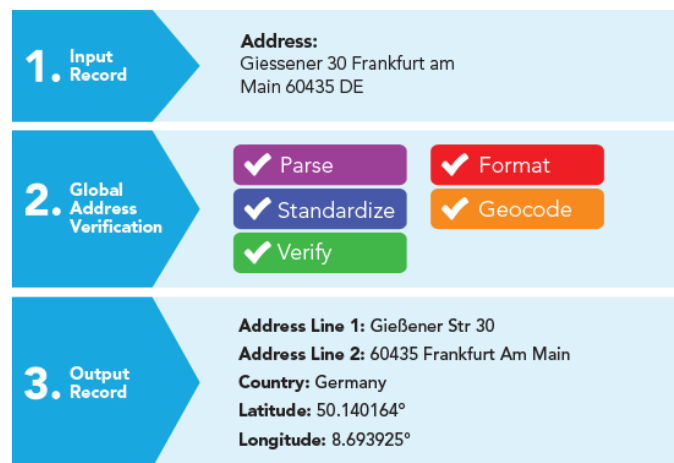 1. Input Record
Address:
Giessener 30 Frankfurt am
Main 60435 DE
2. Global Address Verification
Parse
Format
Standardize
Geocode
Verify
3. Output Record
Address Line 1: Gießener Str 30
Address Line 2: 60435 Frankfurt Am Main
Country: Germany
Latitude: 50.140164°
Longitude: 8.693925°